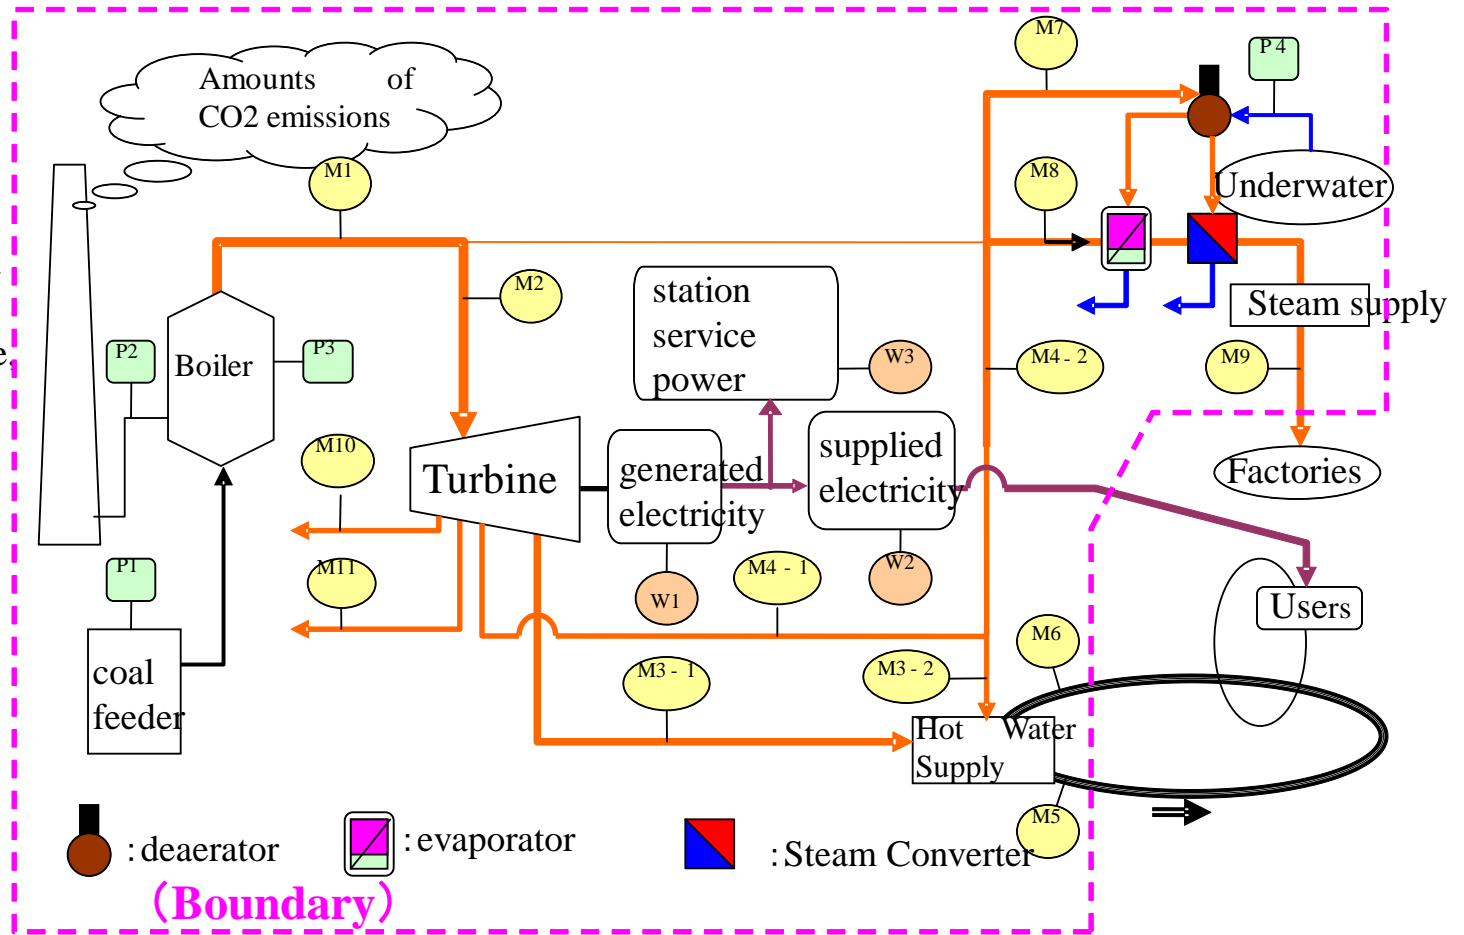 M7
P 4
Amounts of
CO2 emissions
M1
M8
Underwater
M2
station
service
power
Steam supply
P2
Boiler
P3
W3
M4 - 2
M9
e,
M10
Turbine
generated
electricity
supplied
electricity
Factories
P1
M11
W1
M4 - 1
W2
Users
coal
feeder
M3 - 1
M3 - 2
M6
Hot Water
Supply
M5
:deaerator
:evaporator
:Steam Converter
(Boundary)